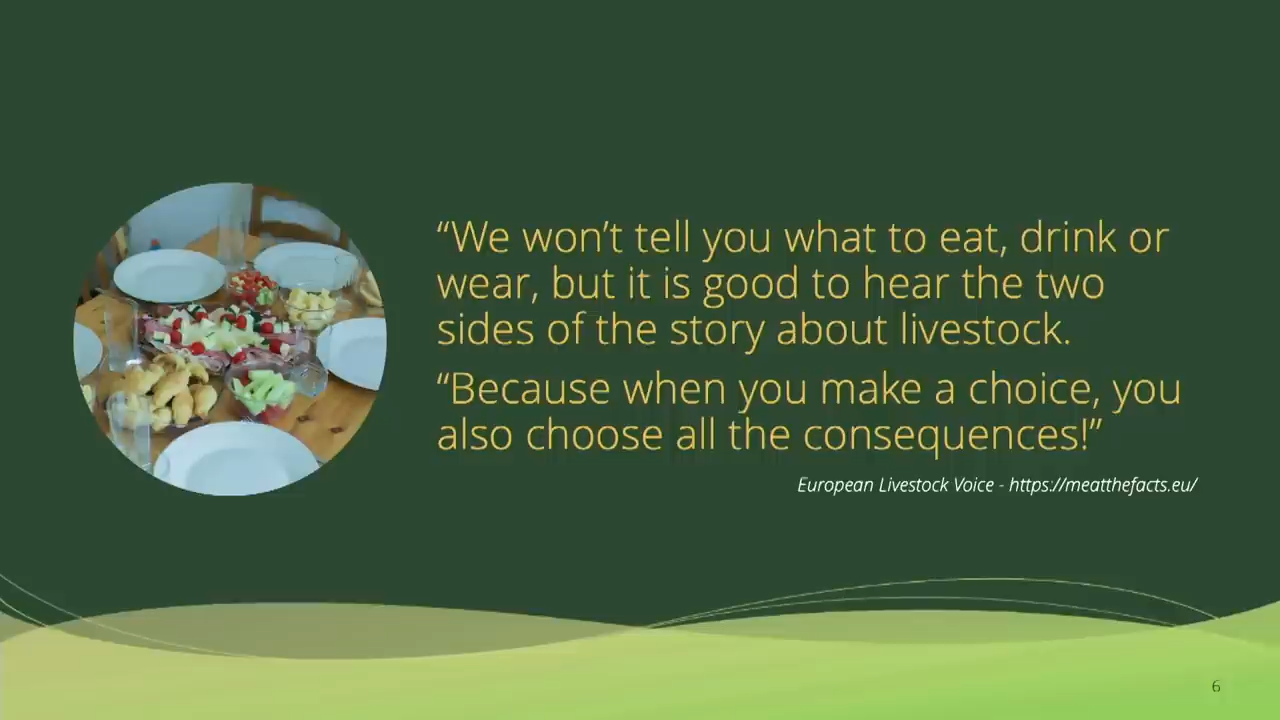 “We won’t tell you what to eat, drink or
wear, but it is good to hear the two
sides of the story about livestock.
“Because when you make a choice, you
also choose all the consequences!”
European Livestock Voice - https://meatthefacts.eu/
6